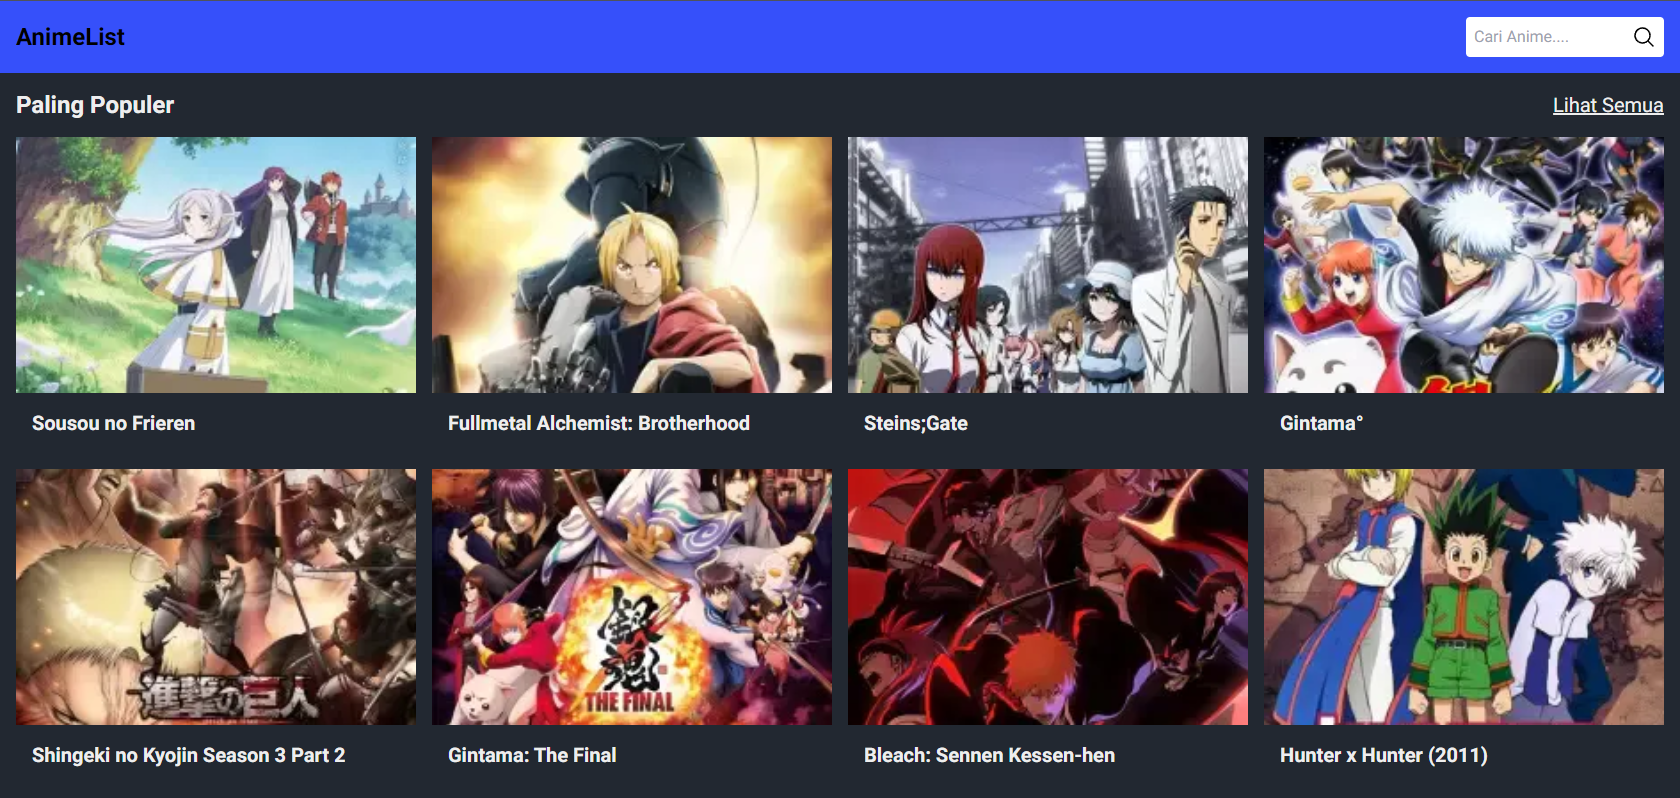 AnimeList
Cari Anime....
Paling Populer
Lihat Semua
Sousou no Frieren
Fullmetal Alchemist: Brotherhood
Steins;Gate
Gintama°
進撃の巨人
銀魂
THE FINAL
Shingeki no Kyojin Season 3 Part 2
Gintama: The Final
Bleach: Sennen Kessen-hen
Hunter x Hunter (2011)